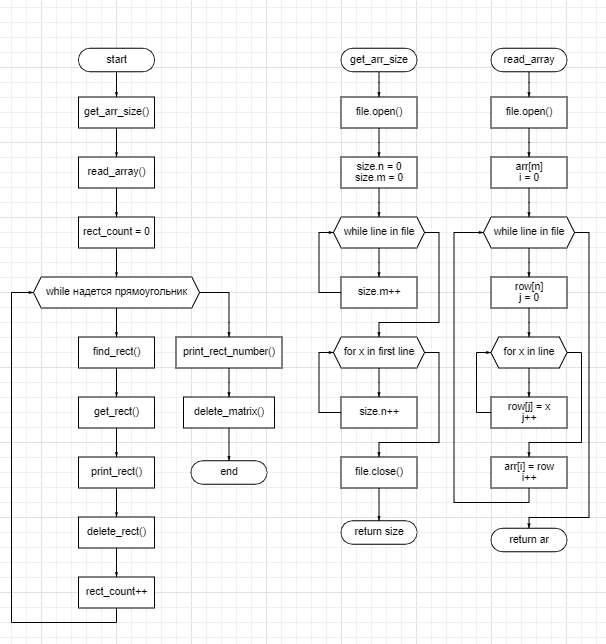 start
get_arr_size()
read_array()
rect_count = 0
while надется прямоугольник
find_rect()
get_rect()
print_rect()
delete_rect()
rect_count++
print_rect_number()
delete_matrix()
end
get_arr_size
file.open()
size.n = 0
size.m = 0
while line in file
size.m++
for x in first line
size.n++
file.close()
return size
read_array
file.open()
arr[m]
i = 0
while line in file
row[n]
j = 0
for x in line
row[j] = x
j++
arr[i] = row
i++
return ar